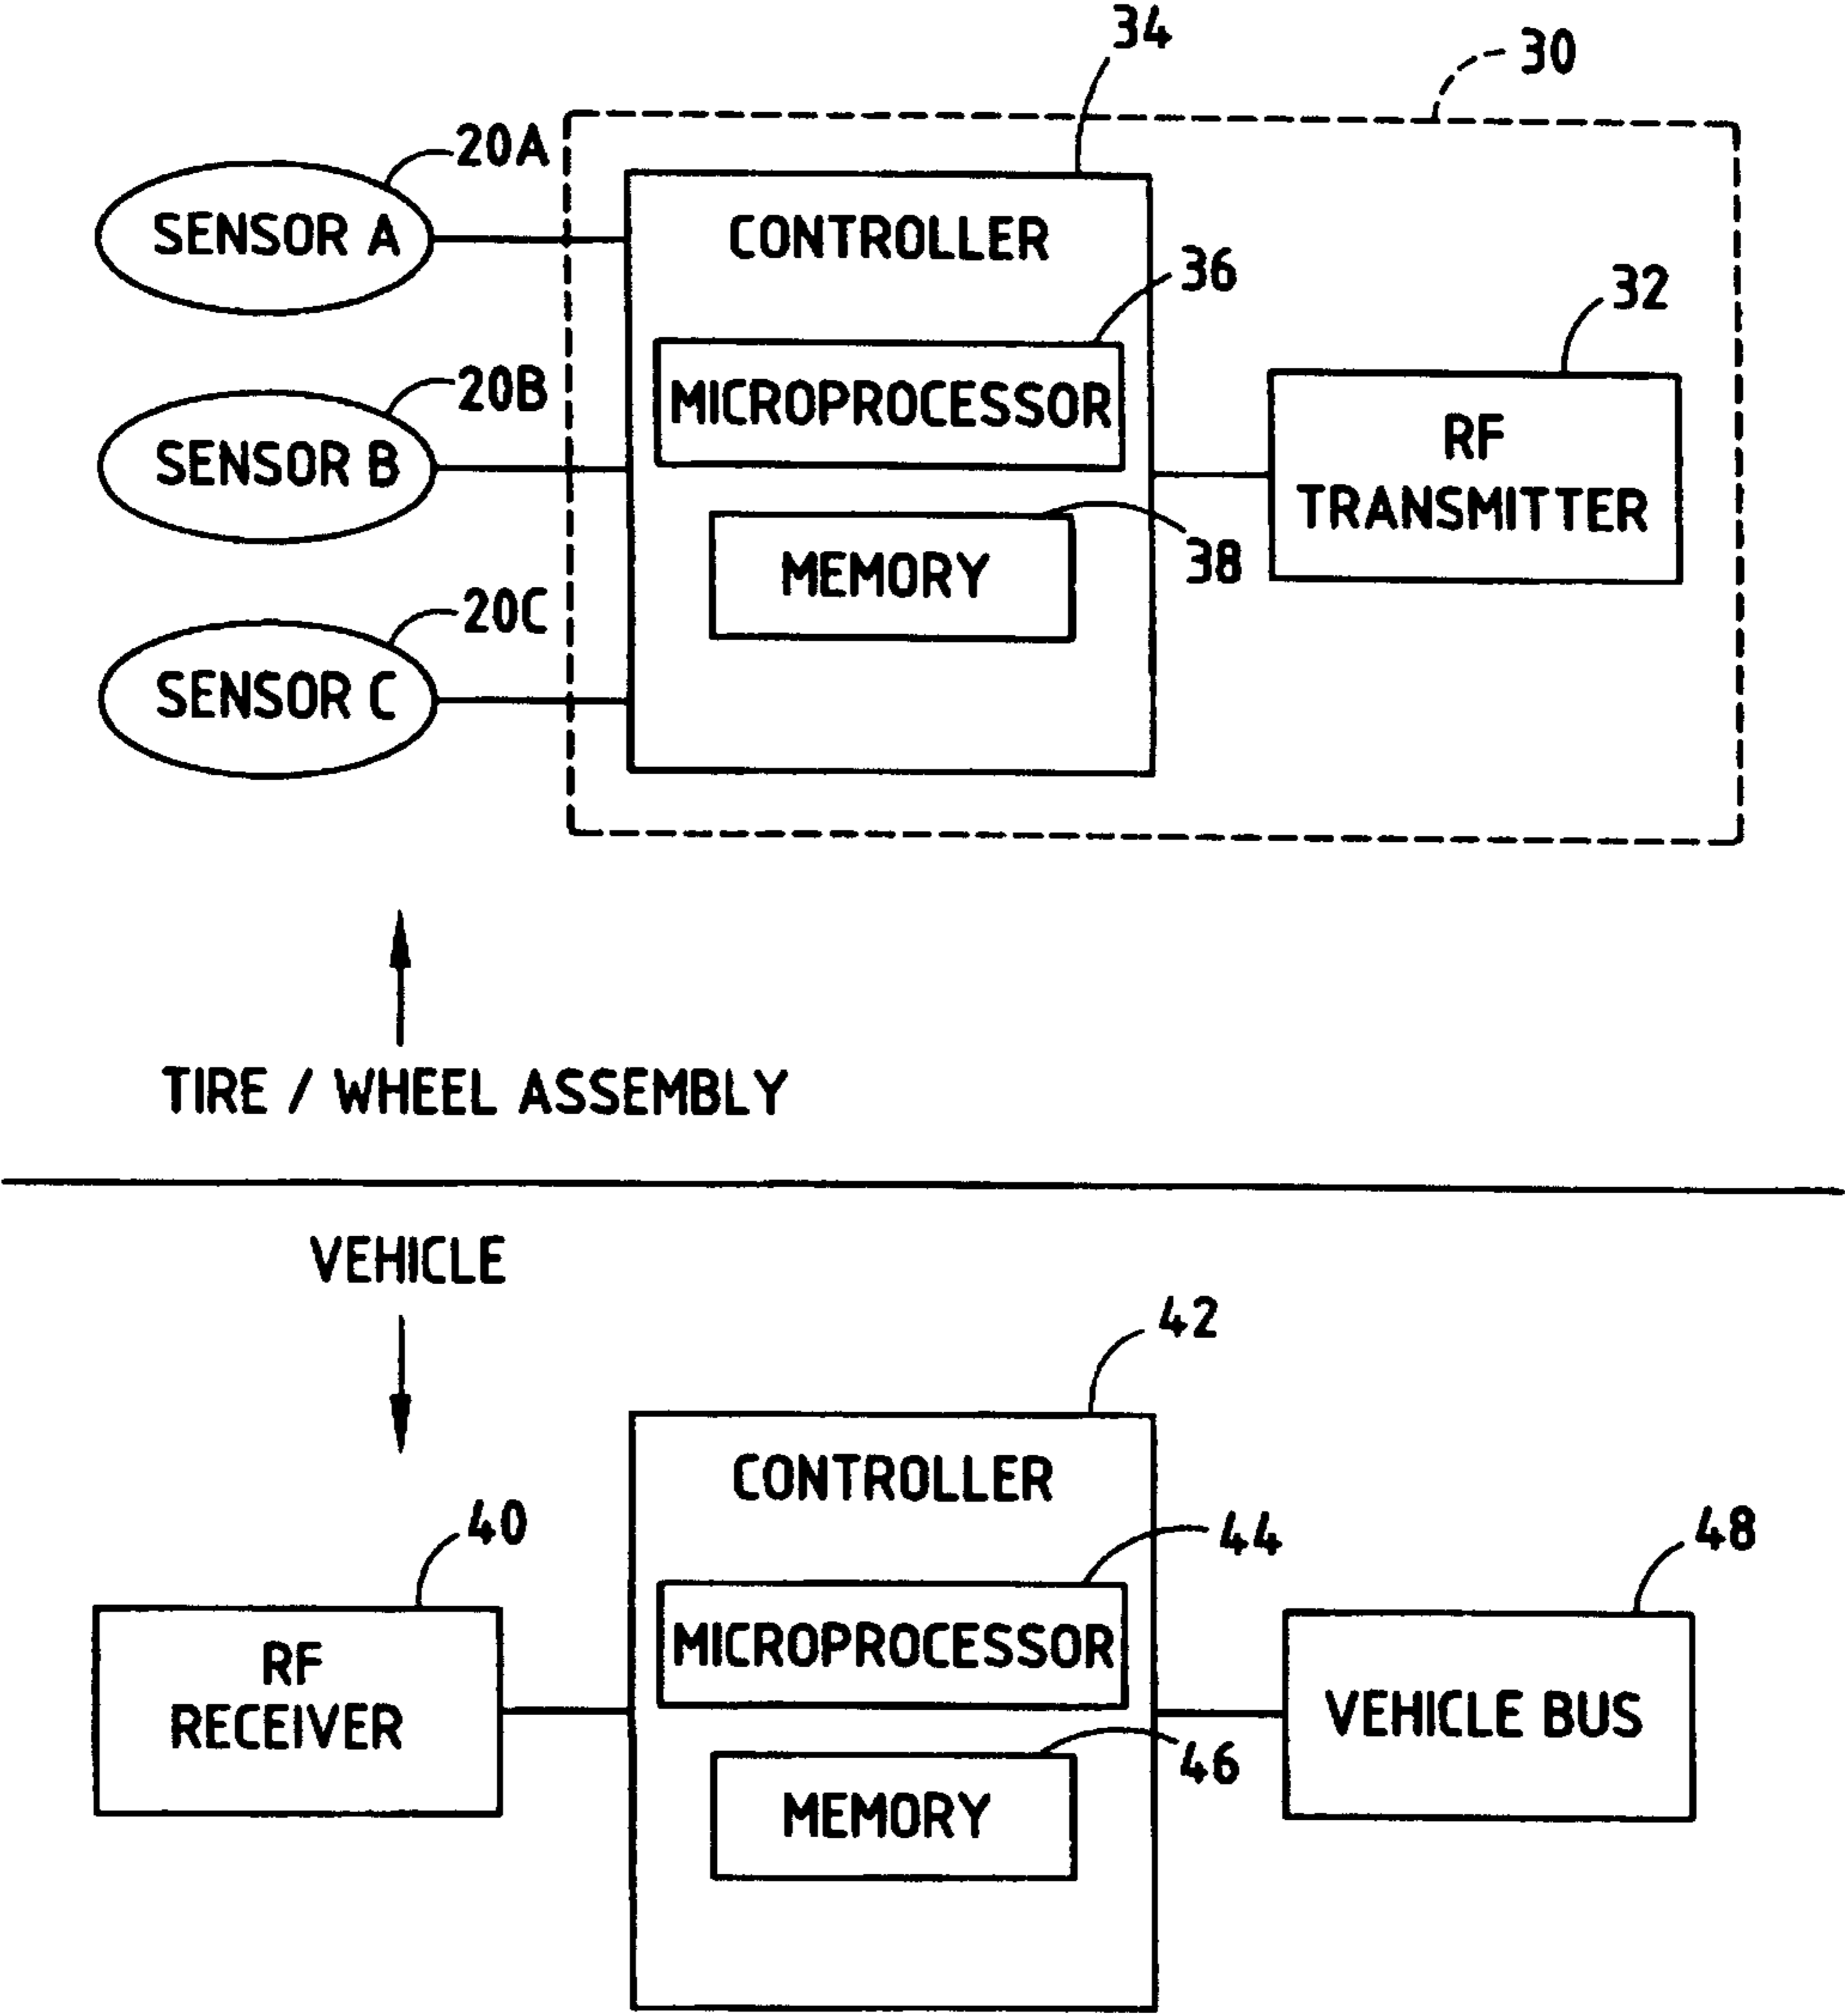 34
30
20A
SENSOR A
CONTROLLER
36
32
20B
SENSOR B
MICROPROCESSOR
RF
TRANSMITTER
38
MEMORY
20C
SENSOR C
TIRE / WHEEL ASSEMBLY
VEHICLE
42
CONTROLLER
40
44
48
RF
RECEIVER
MICROPROCESSOR
VEHICLE BUS
46
MEMORY